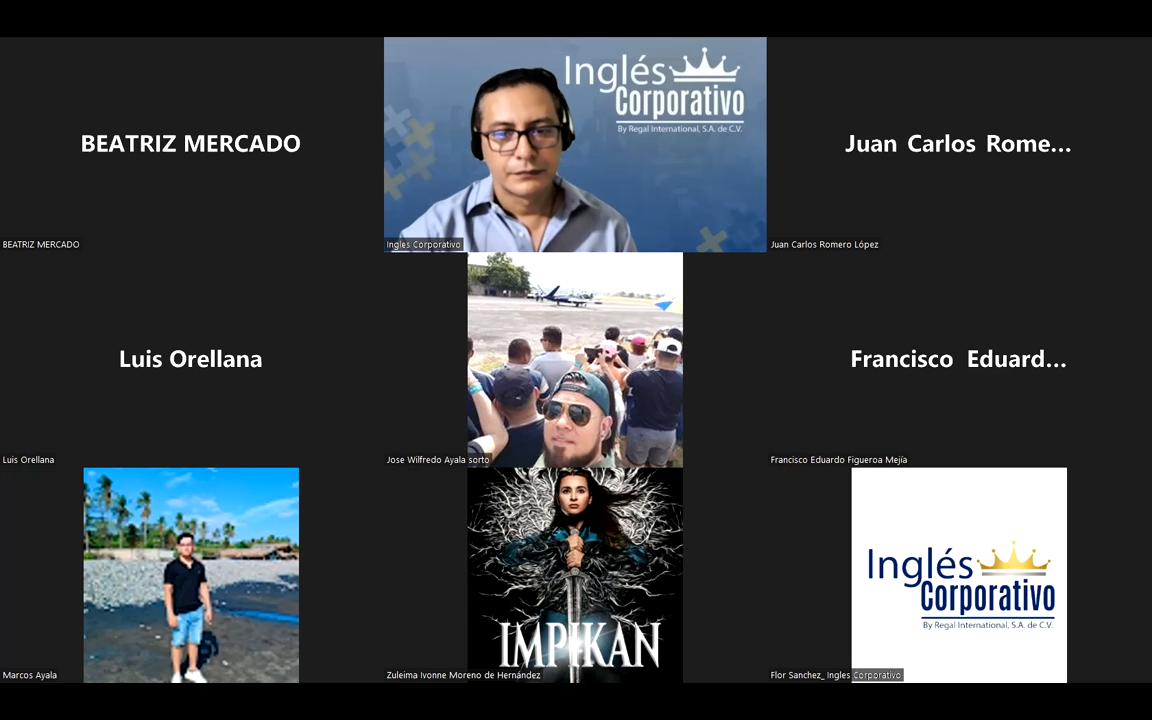 BEATRIZ MERCADO
BEATRIZ MERCADO
Inglés
Corporativo
By Regal International, S.A. de C.V.
Ingles Corporativo
Juan Carlos Rome...
Juan Carlos Romero López
Luis Orellana
Luis Orellana
Jose Wilfredo Ayala sorto
Francisco Eduard...
Francisco Eduardo Figueroa Mejía
Marcos Ayala
IMPIKAN
Zuleima Ivonne Moreno de Hernández
Inglés
Corporativo
By Regal International, S.A. de C.V.
Flor Sanchez_ Ingles Corporativo